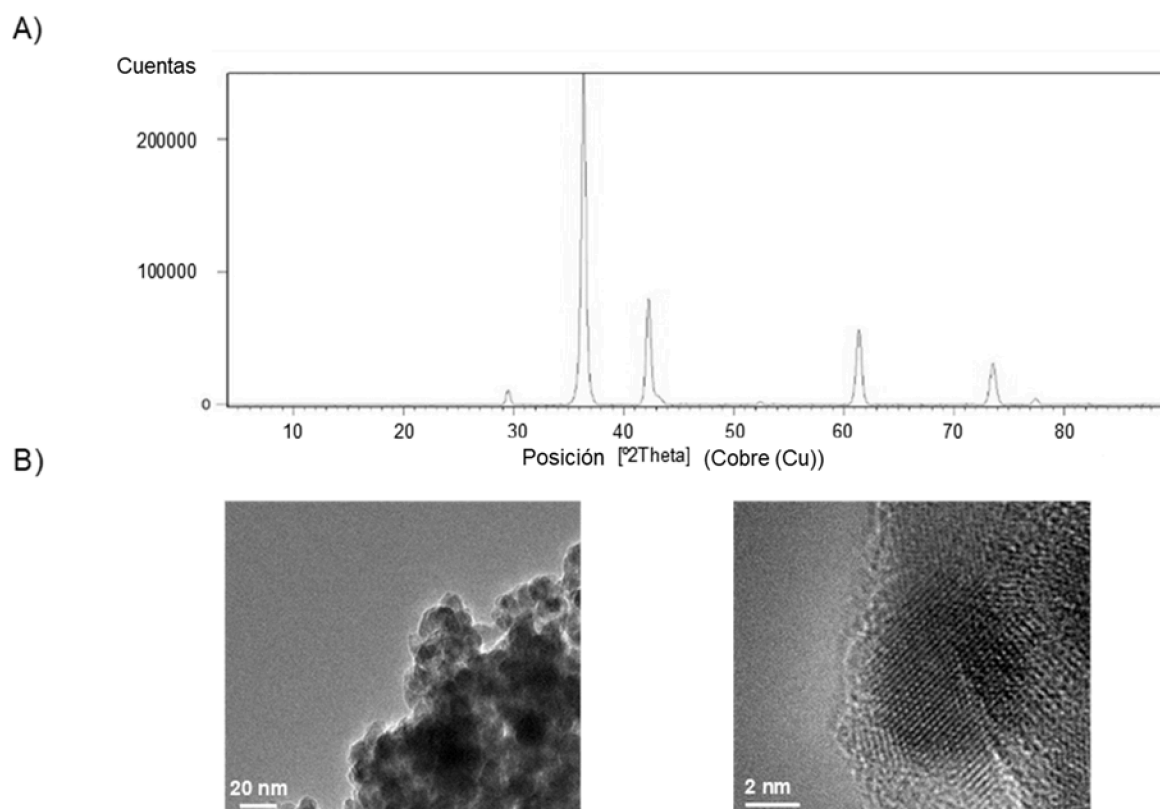 A)
Cuentas
200000
100000
0
10 20 30 40 50 60 70 80
Posición [º2Theta] (Cobre (Cu))
B)
20 nm
2 nm